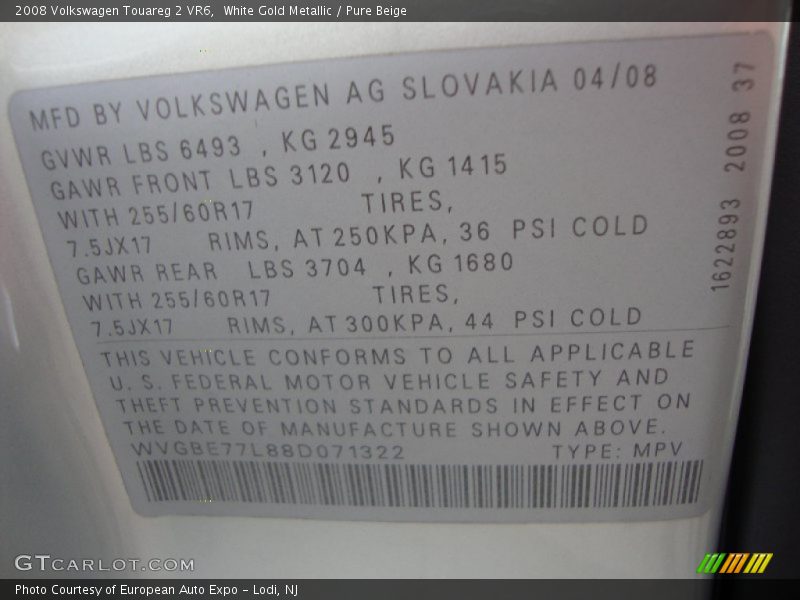 2008 Volkswagen Touareg 2 VR6,  White Gold Metallic / Pure Beige
MFD BY VOLKSWAGEN AG SLOVAKIA 04/08
GVWR LBS 6493 , KG 2945
GAWR FRONT LBS 3120 , KG 1415
WITH 255/60R17 TIRES,
7.5JX17 RIMS, AT 250KPA, 36 PSI COLD
GAWR REAR LBS 3704 , KG 1680
WITH 255/60R17 TIRES,
7.5JX17 RIMS, AT 300KPA, 44 PSI COLD
THIS VEHICLE CONFORMS TO ALL APPLICABLE
U. S. FEDERAL MOTOR VEHICLE SAFETY AND
THEFT PREVENTION STANDARDS IN EFFECT ON
THE DATE OF MANUFACTURE SHOWN ABOVE.
WVGBE77L88D071322 TYPE: MPV
1622893 2008 37
GTCARLOT.COM
Photo Courtesy of European Auto Expo - Lodi, NJ